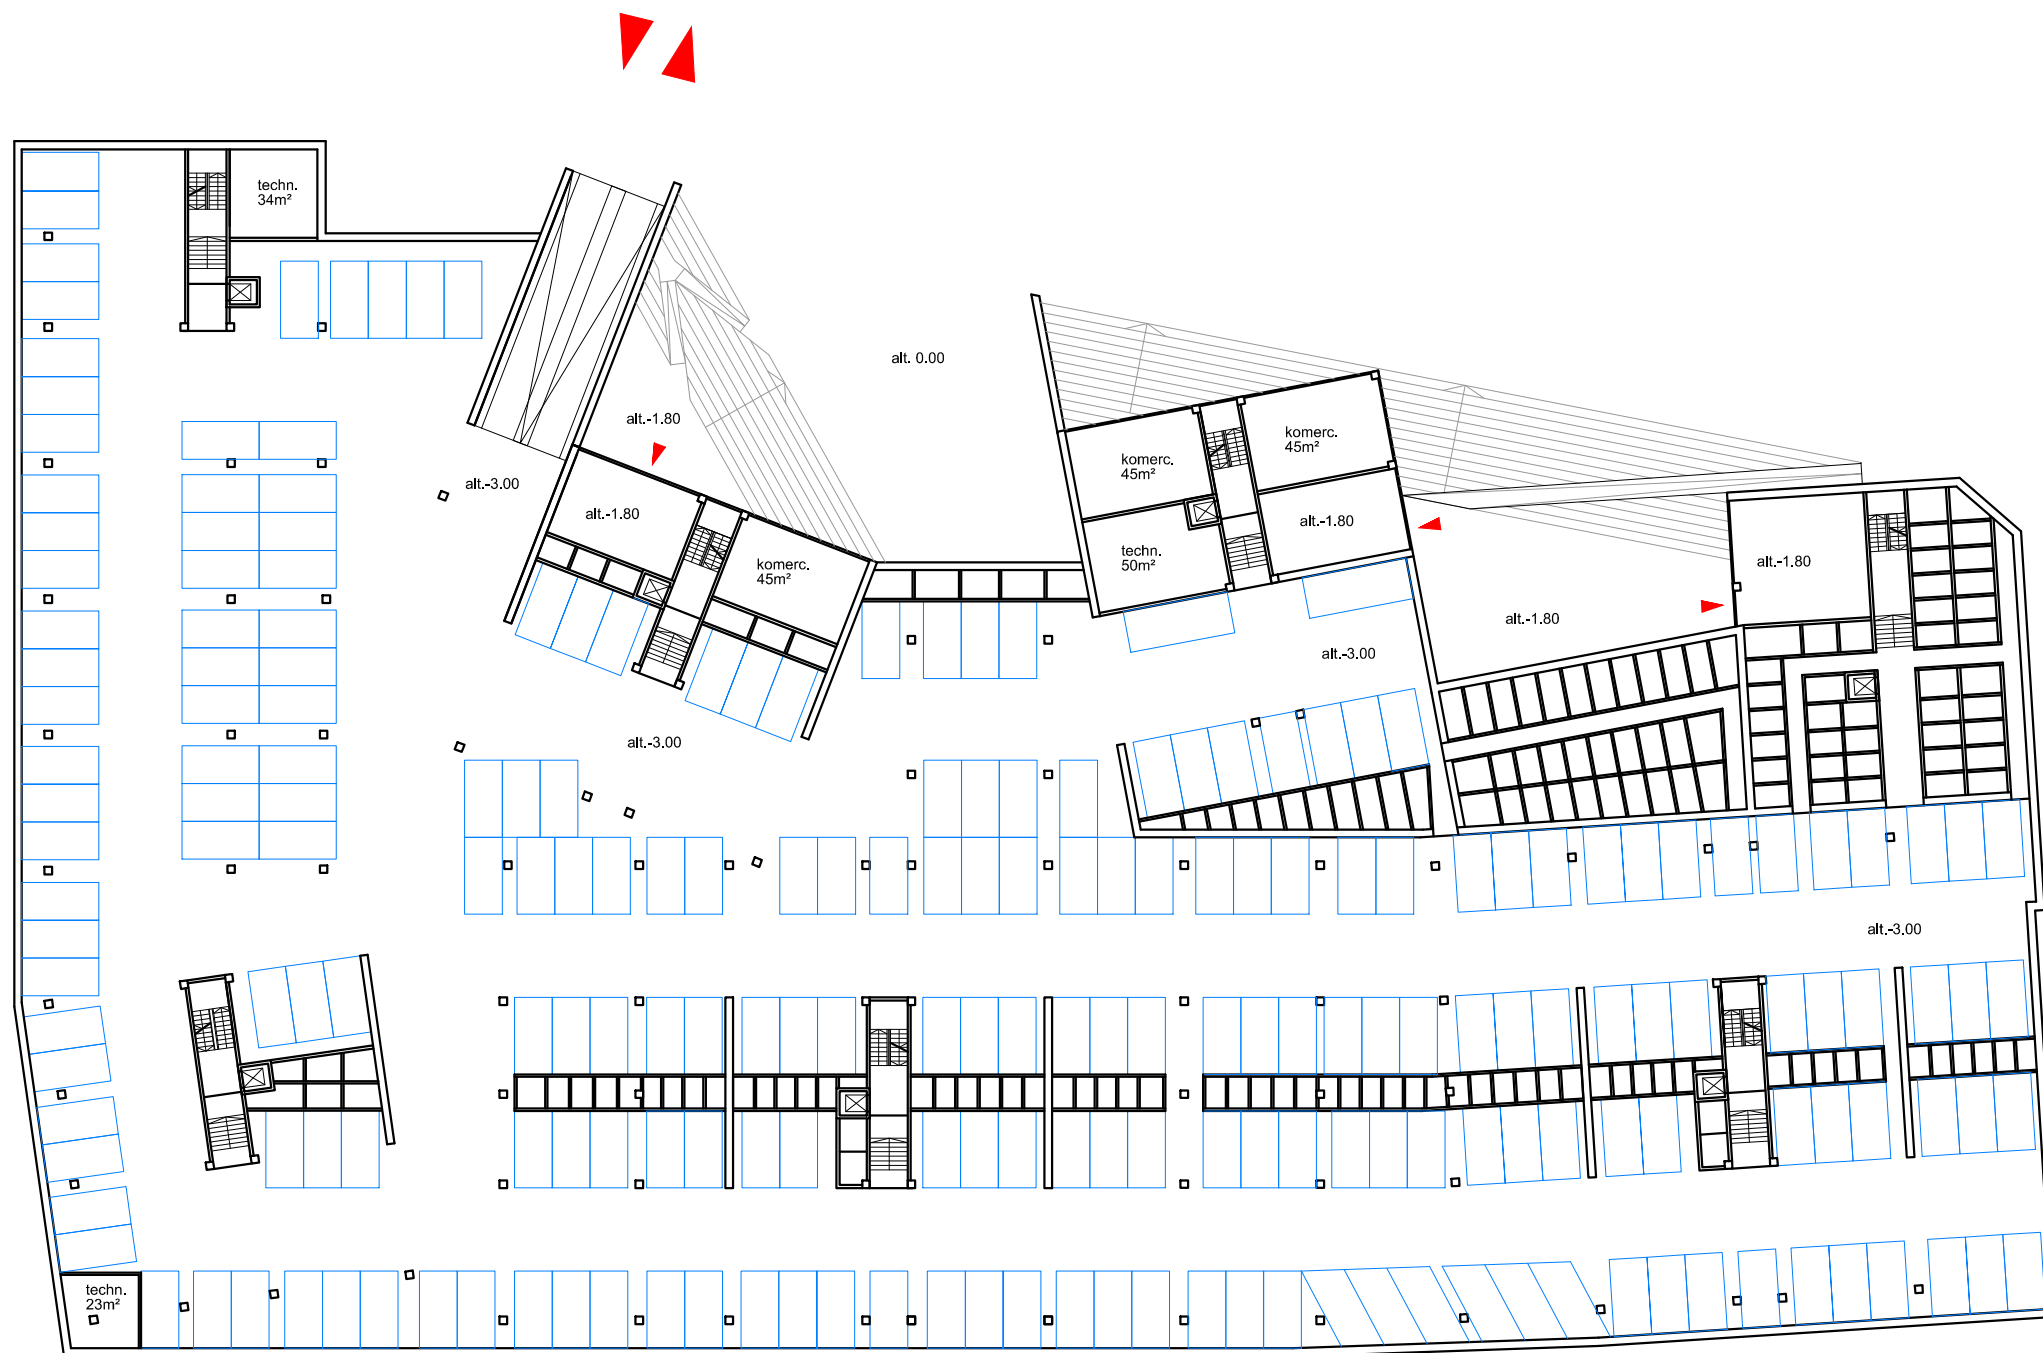 techn.
34m²
alt. 0.00
alt.-1.80
komerc.
45m²
komerc.
45m²
alt.-3.00
alt.-1.80
alt.-1.80
techn.
50m²
komerc.
45m²
alt.-1.80
alt.-1.80
alt.-3.00
alt.-3.00
alt.-3.00
techn.
23m²